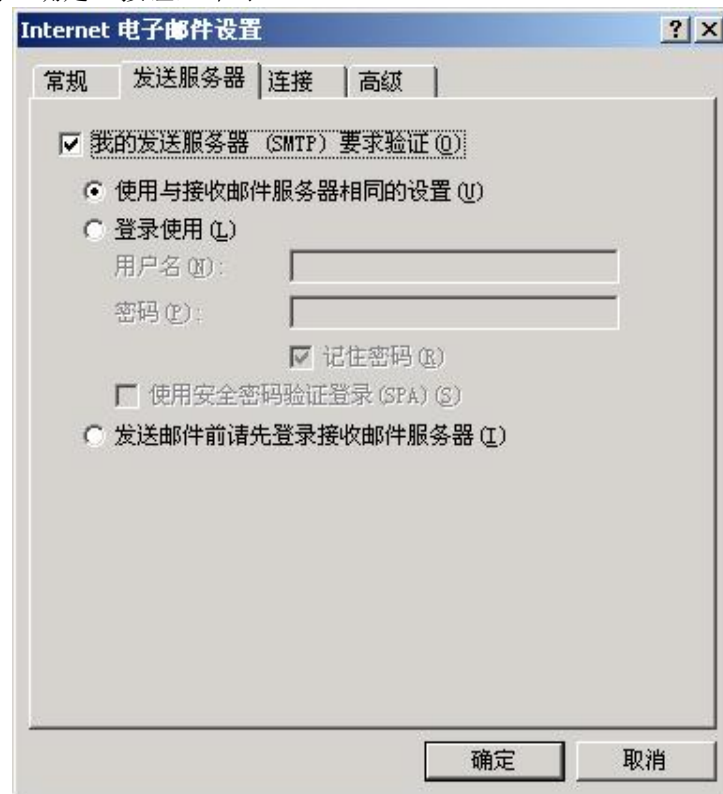 Internet 电子邮件设置
常规 发送服务器 连接 高级
我的发送服务器 (SMTP) 要求验证(O)
使用与接收邮件服务器相同的设置(U)
登录使用(L)
用户名(N):
密码(P):
记住密码(R)
使用安全密码验证登录(SPA)(S)
发送邮件前请先登录接收邮件服务器(I)
确定 取消